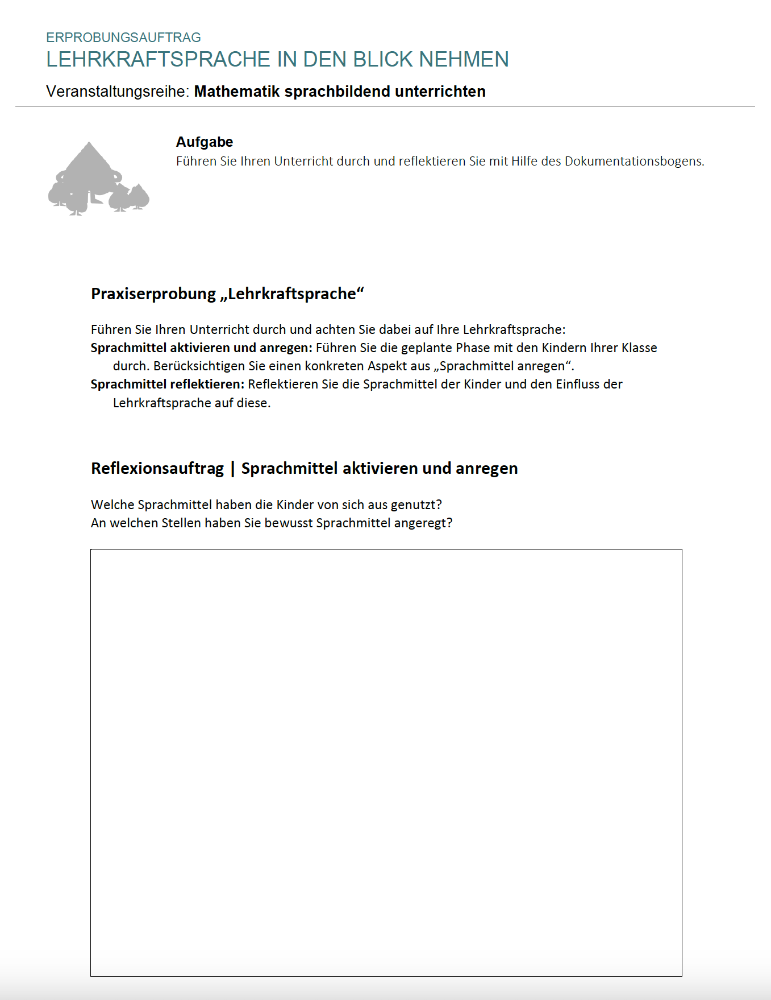 ERPROBUNGSAUFTRAG
LEHRKRAFTSPRACHE IN DEN BLICK NEHMEN
Veranstaltungsreihe: Mathematik sprachbildend unterrichten
Aufgabe
Führen Sie Ihren Unterricht durch und reflektieren Sie mit Hilfe des Dokumentationsbogens.
Praxiserprobung „Lehrkraftsprache“
Führen Sie Ihren Unterricht durch und achten Sie dabei auf Ihre Lehrkraftsprache:
Sprachmittel aktivieren und anregen: Führen Sie die geplante Phase mit den Kindern Ihrer Klasse
durch. Berücksichtigen Sie einen konkreten Aspekt aus „Sprachmittel anregen“.
Sprachmittel reflektieren: Reflektieren Sie die Sprachmittel der Kinder und den Einfluss der
Lehrkraftsprache auf diese.
Reflexionsauftrag | Sprachmittel aktivieren und anregen
Welche Sprachmittel haben die Kinder von sich aus genutzt?
An welchen Stellen haben Sie bewusst Sprachmittel angeregt?